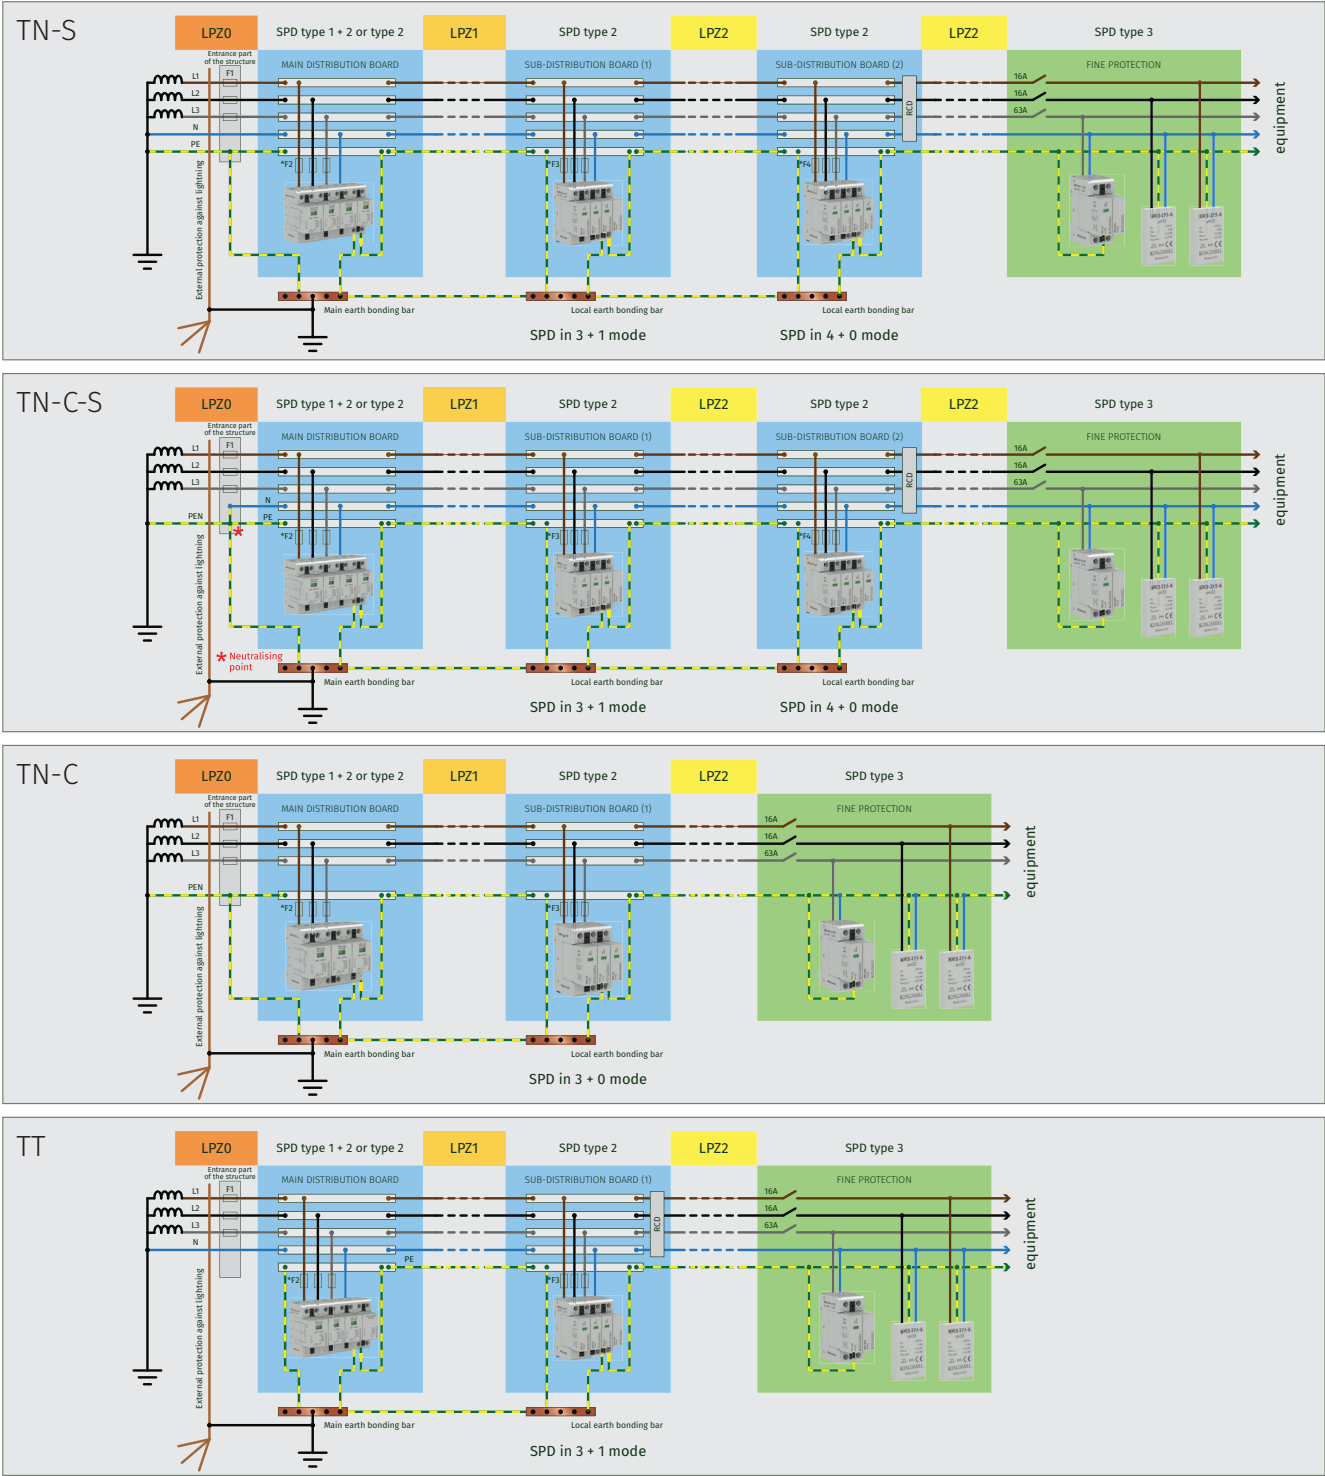 TN-S
LPZ0
SPD type 1 + 2 or type 2
LPZ1
SPD type 2
LPZ2
SPD type 2
LPZ2
SPD type 3
Entrance part
of the structure
F1
MAIN DISTRIBUTION BOARD
SUB-DISTRIBUTION BOARD (1)
SUB-DISTRIBUTION BOARD (2)
FINE PROTECTION
L1
L2
L3
N
PE
RCD
16A
16A
63A
equipment
*F2
*F3
*F4
External protection against lightning
Main earth bonding bar
Local earth bonding bar
Local earth bonding bar
SPD in 3 + 1 mode
SPD in 4 + 0 mode
TN-C-S
LPZ0
SPD type 1 + 2 or type 2
LPZ1
SPD type 2
LPZ2
SPD type 2
LPZ2
SPD type 3
Entrance part
of the structure
F1
MAIN DISTRIBUTION BOARD
SUB-DISTRIBUTION BOARD (1)
SUB-DISTRIBUTION BOARD (2)
FINE PROTECTION
L1
L2
L3
N
PEN
PE
*
RCD
16A
16A
63A
equipment
*F2
*F3
*F4
External protection against lightning
* Neutralising
point
Main earth bonding bar
Local earth bonding bar
Local earth bonding bar
SPD in 3 + 1 mode
SPD in 4 + 0 mode
TN-C
LPZ0
SPD type 1 + 2 or type 2
LPZ1
SPD type 2
LPZ2
SPD type 3
Entrance part
of the structure
F1
MAIN DISTRIBUTION BOARD
SUB-DISTRIBUTION BOARD (1)
FINE PROTECTION
L1
L2
L3
PEN
16A
16A
63A
equipment
*F2
*F3
External protection against lightning
Main earth bonding bar
Local earth bonding bar
SPD in 3 + 0 mode
TT
LPZ0
SPD type 1 + 2 or type 2
LPZ1
SPD type 2
LPZ2
SPD type 3
Entrance part
of the structure
F1
MAIN DISTRIBUTION BOARD
SUB-DISTRIBUTION BOARD (1)
FINE PROTECTION
L1
L2
L3
N
PE
RCD
16A
16A
63A
equipment
*F2
*F3
External protection against lightning
Main earth bonding bar
Local earth bonding bar
SPD in 3 + 1 mode